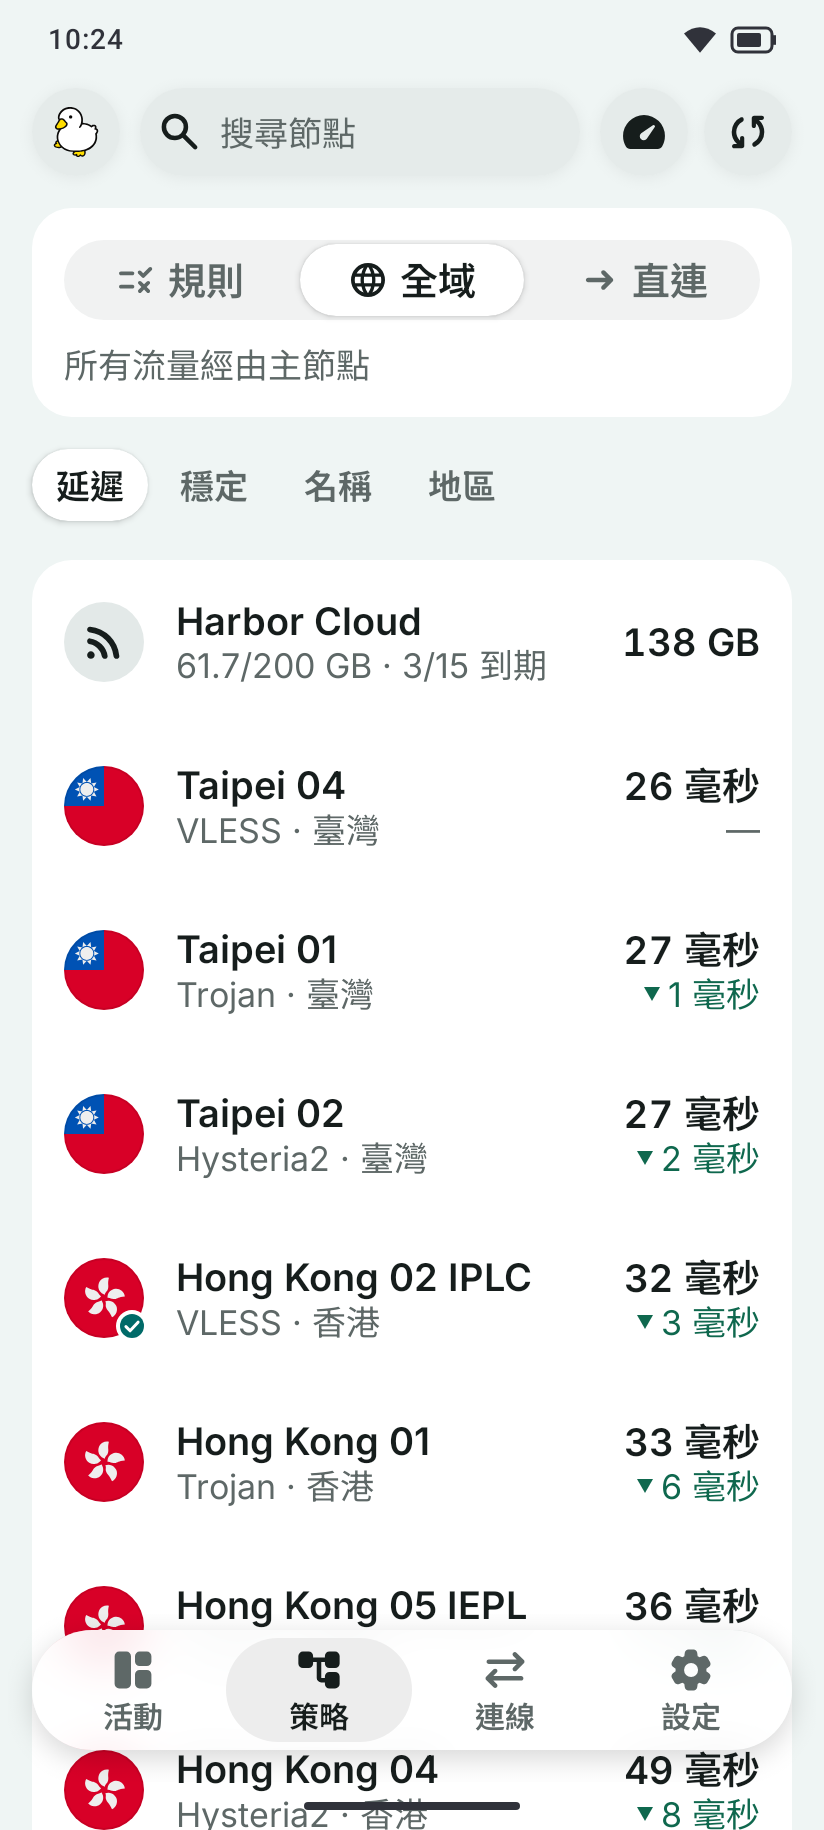 10:24
搜尋節點
規則
全域
直連
所有流量經由主節點
延遲
穩定
名稱
地區
Harbor Cloud
138 GB
61.7/200 GB · 3/15 到期
Taipei 04
26 毫秒
VLESS · 臺灣
—
Taipei 01
27 毫秒
Trojan · 臺灣
▼1 毫秒
Taipei 02
27 毫秒
Hysteria2 · 臺灣
▼2 毫秒
Hong Kong 02 IPLC
32 毫秒
VLESS · 香港
▼3 毫秒
Hong Kong 01
33 毫秒
Trojan · 香港
▼6 毫秒
Hong Kong 05 IEPL
36 毫秒
活動
策略
連線
設定
Hong Kong 04
49 毫秒
Hysteria2 · 香港
▼8 毫秒